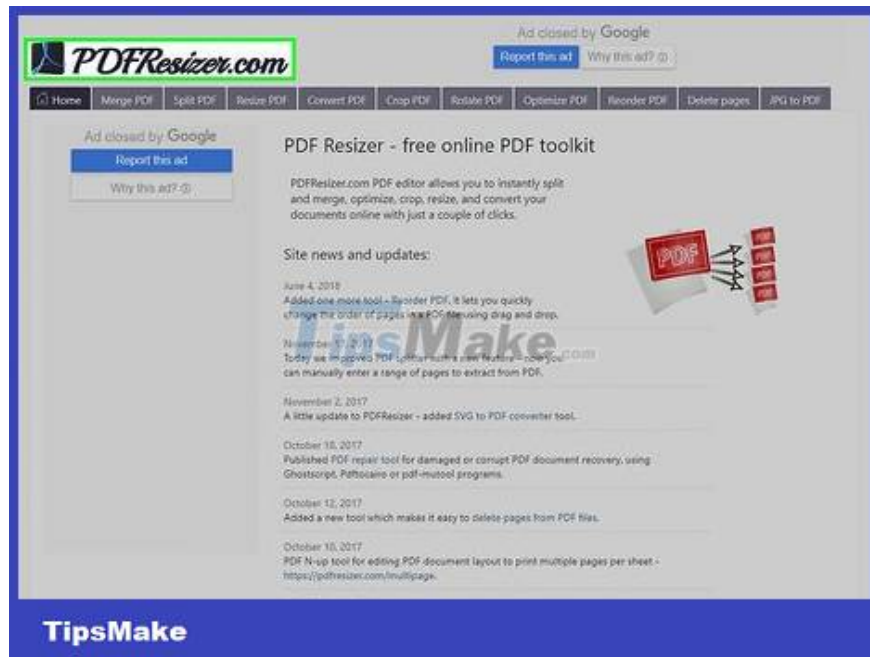 Ad closed by Google
PDFResizer.com
Report this ad Why this ad?
Home Merge PDF Split PDF Resize PDF Convert PDF Crop PDF Rotate PDF Optimize PDF Reorder PDF Delete pages JPG to PDF
Ad closed by Google
Report this ad
Why this ad?
PDF Resizer - free online PDF toolkit
PDFResizer.com PDF editor allows you to instantly split
and merge, optimize, crop, resize, and convert your
documents online with just a couple of clicks.
PDF
PDF
PDF
PDF
PDF
Site news and updates:
June 4, 2018
Added one more tool - Reorder PDF, it lets you quickly
change the order of pages in a PDF file using drag and drop.
TipsMake.com
November 17, 2017
Today we improved PDF splitter with a new feature - now you
can manually enter a range of pages to extract from PDF.
November 2, 2017
A little update to PDFResizer - added SVG to PDF converter tool.
October 18, 2017
Published PDF repair tool for damaged or corrupt PDF document recovery, using
Ghostscript, Pdftocairo or pdf-mutool programs.
October 12, 2017
Added a new tool which makes it easy to delete pages from PDF files.
October 10, 2017
PDF N-up tool for editing PDF document layout to print multiple pages per sheet -
https://pdfresizer.com/multipage.
TipsMake